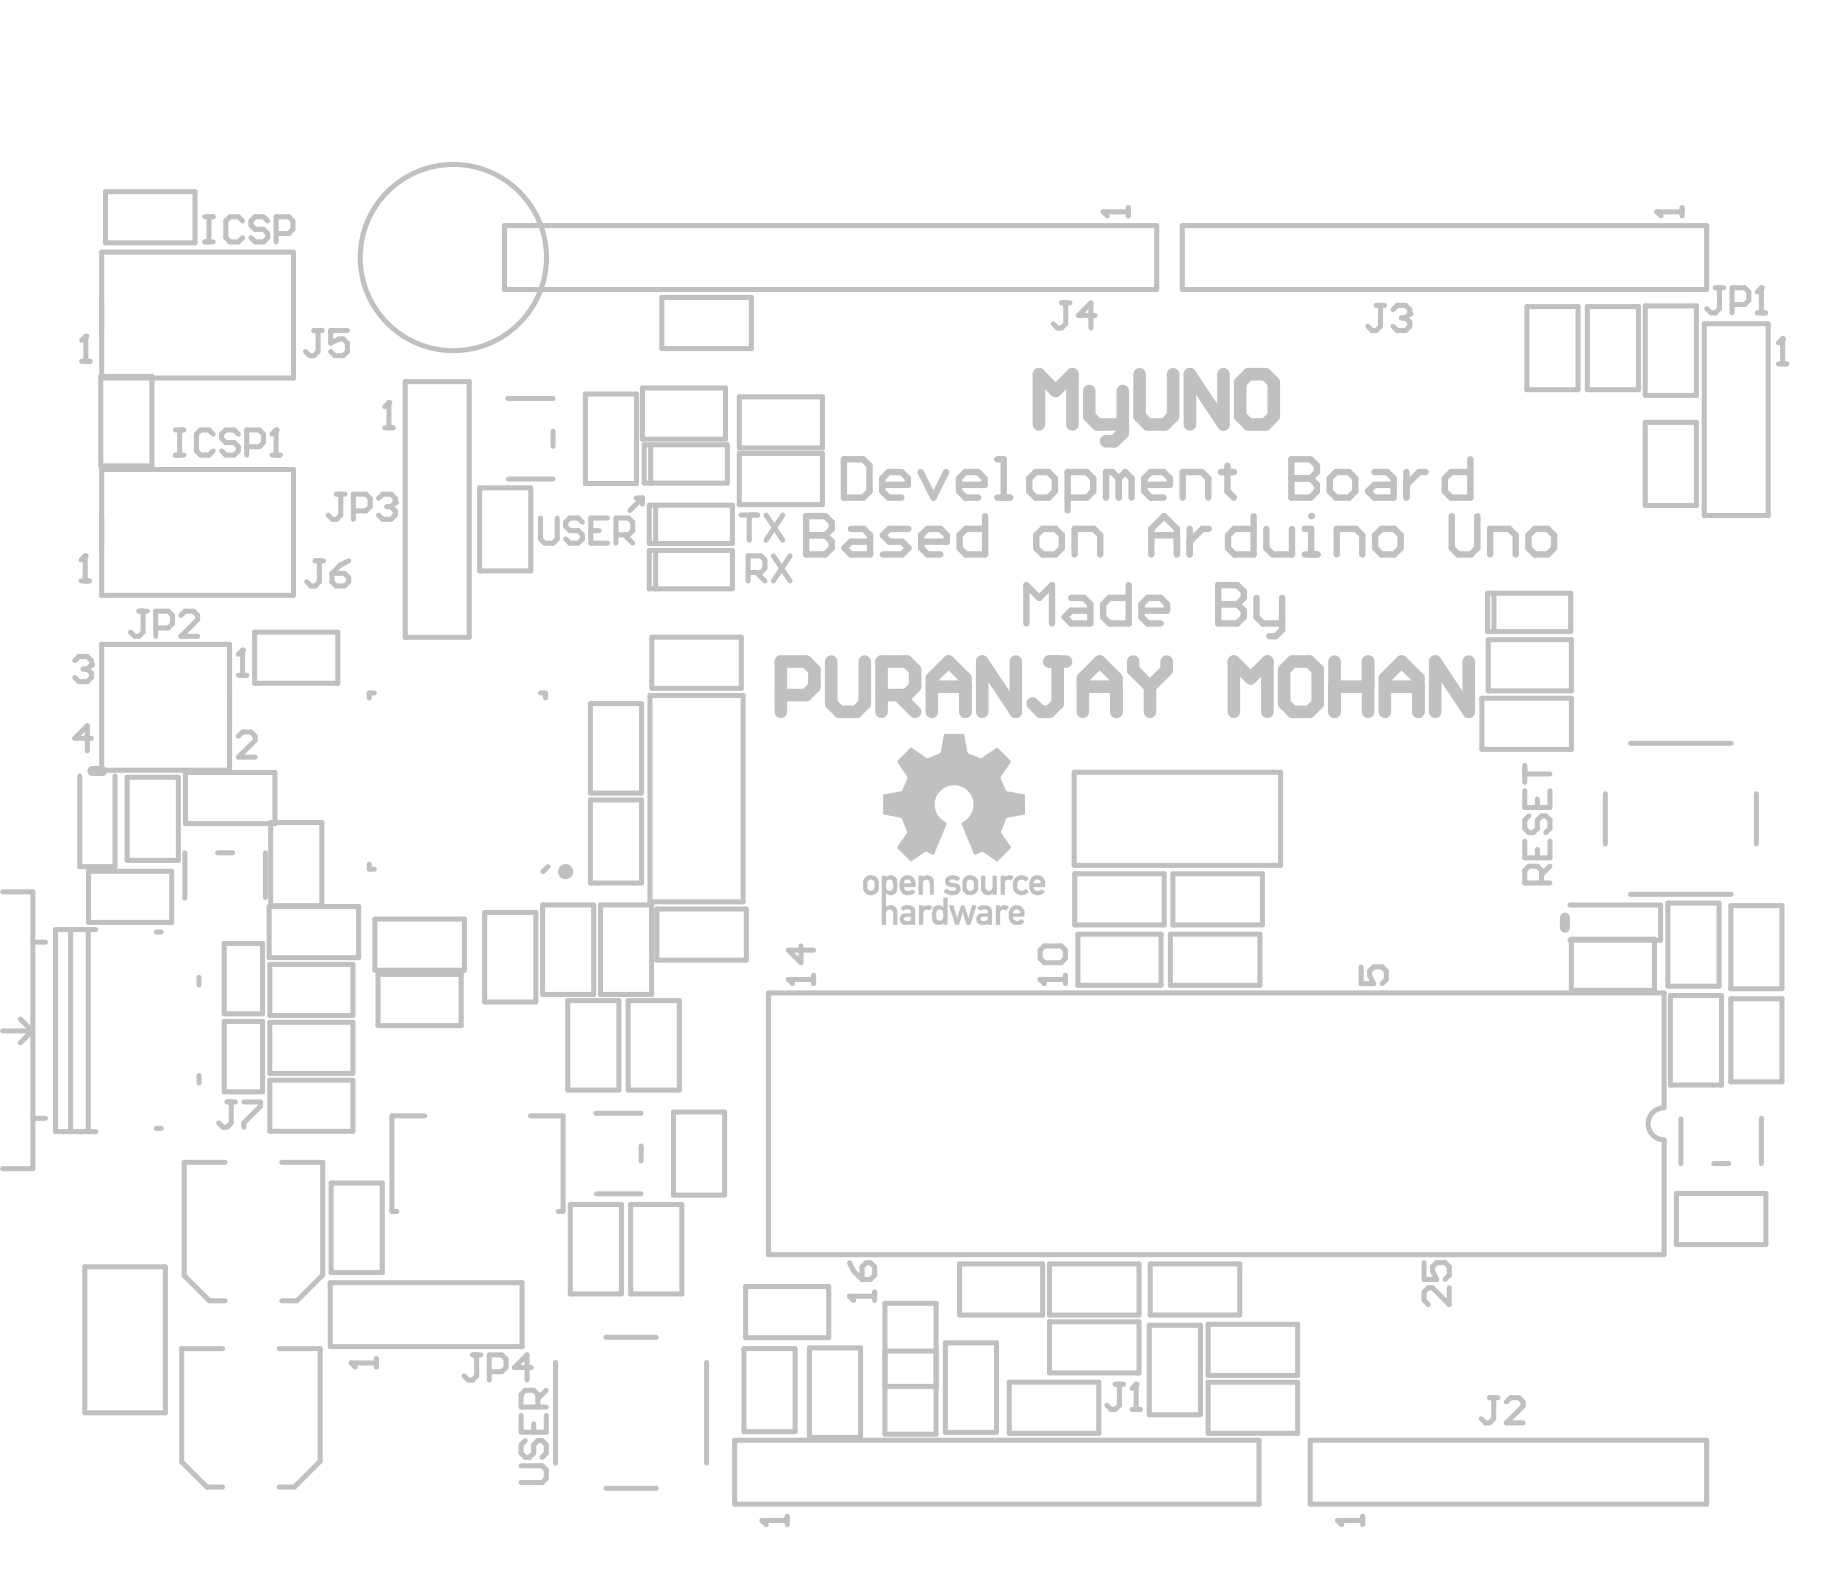 1
1
ICSP
JP1
J4
J3
J5
1
1
MyUNO
1
ICSP1
Development Board
JP3
USER
TX
Based on Arduino Uno
RX
1
J6
Made By
JP2
3
1
PURANJAY MOHAN
4
2
RESET
open source
hardware
14
10
5
J7
16
25
1
JP4
USER
J1
J2
1
1